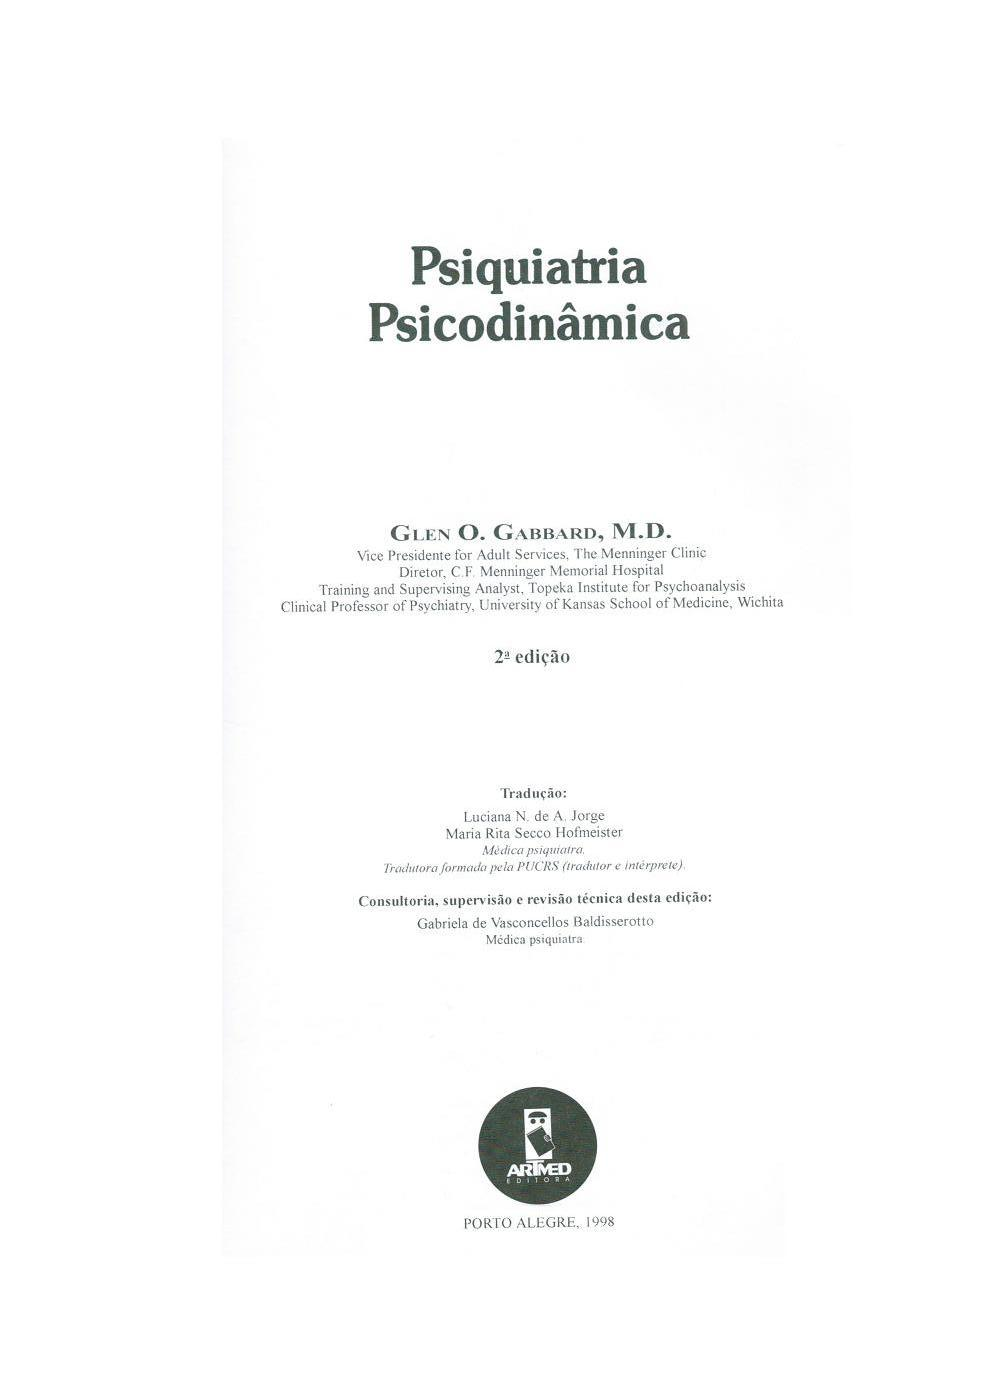 Psiquiatria
Psicodinâmica
GLEN O. GABBARD, M.D.
Vice Presidente for Adult Services, The Menninger Clinic
Diretor, C.F. Menninger Memorial Hospital
Training and Supervising Analyst, Topeka Institute for Psychoanalysis
Clinical Professor of Psychiatry, University of Kansas School of Medicine, Wichita
2ª edição
Tradução:
Luciana N. de A. Jorge
Maria Rita Secco Hofmeister
Médica psiquiatra.
Tradutora formada pela PUCRS (tradutor e intérprete).
Consultoria, supervisão e revisão técnica desta edição:
Gabriela de Vasconcellos Baldisserotto
Médica psiquiatra.
ARTMED
EDITORA
PORTO ALEGRE, 1998